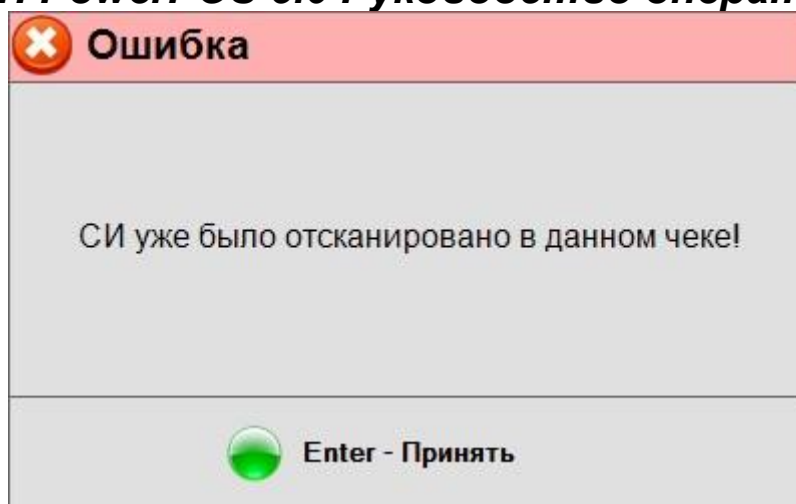 Ошибка
СИ уже было отсканировано в данном чеке!
Enter - Принять